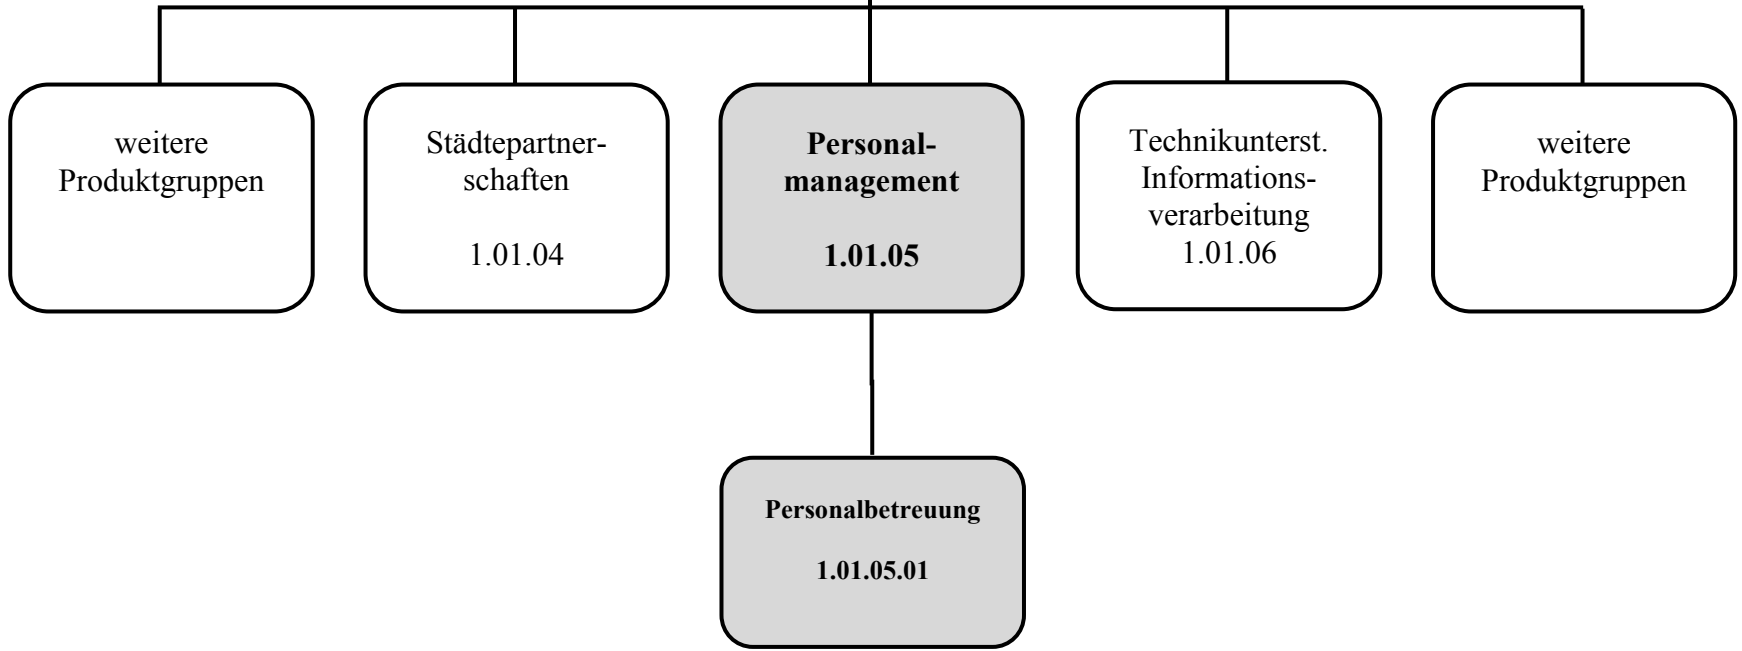 weitere
Produktgruppen
Städtepartner-
schaften
1.01.04
Personal-
management
1.01.05
Technikunterst.
Informations-
verarbeitung
1.01.06
weitere
Produktgruppen
Personalbetreuung
1.01.05.01